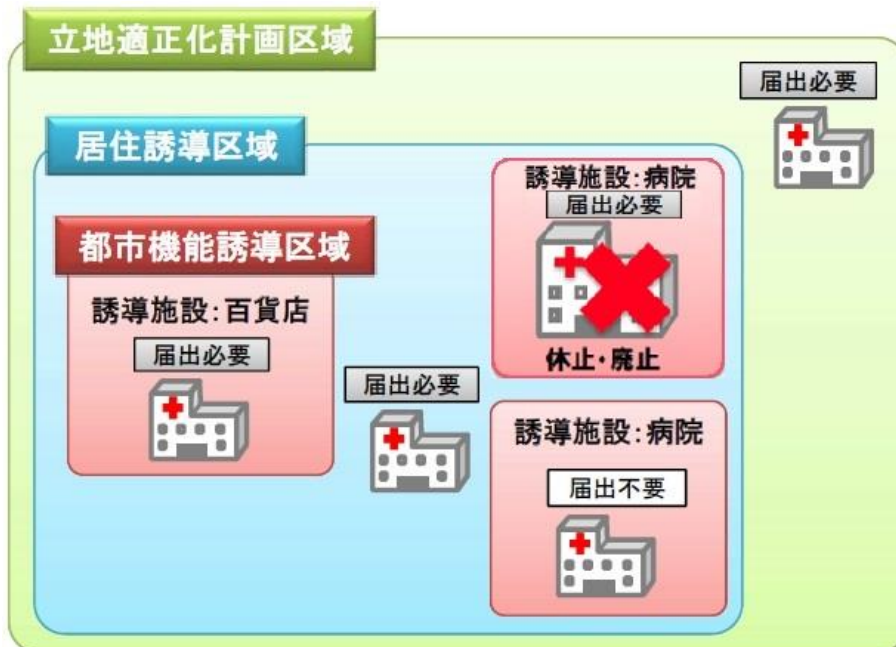 立地適正化計画区域
届出必要
居住誘導区域
誘導施設:病院
届出必要
休止・廃止
都市機能誘導区域
誘導施設:百貨店
届出必要
届出必要
誘導施設:病院
届出不要